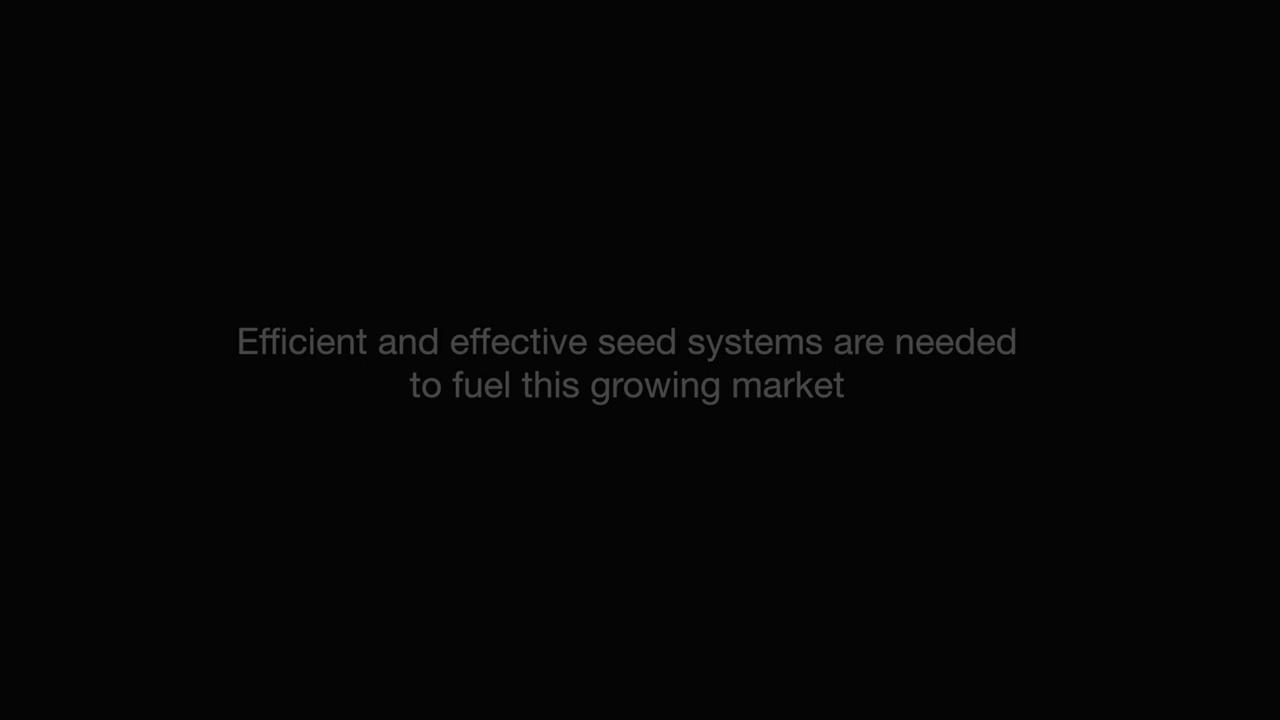 Efficient and effective seed systems are needed
to fuel this growing market